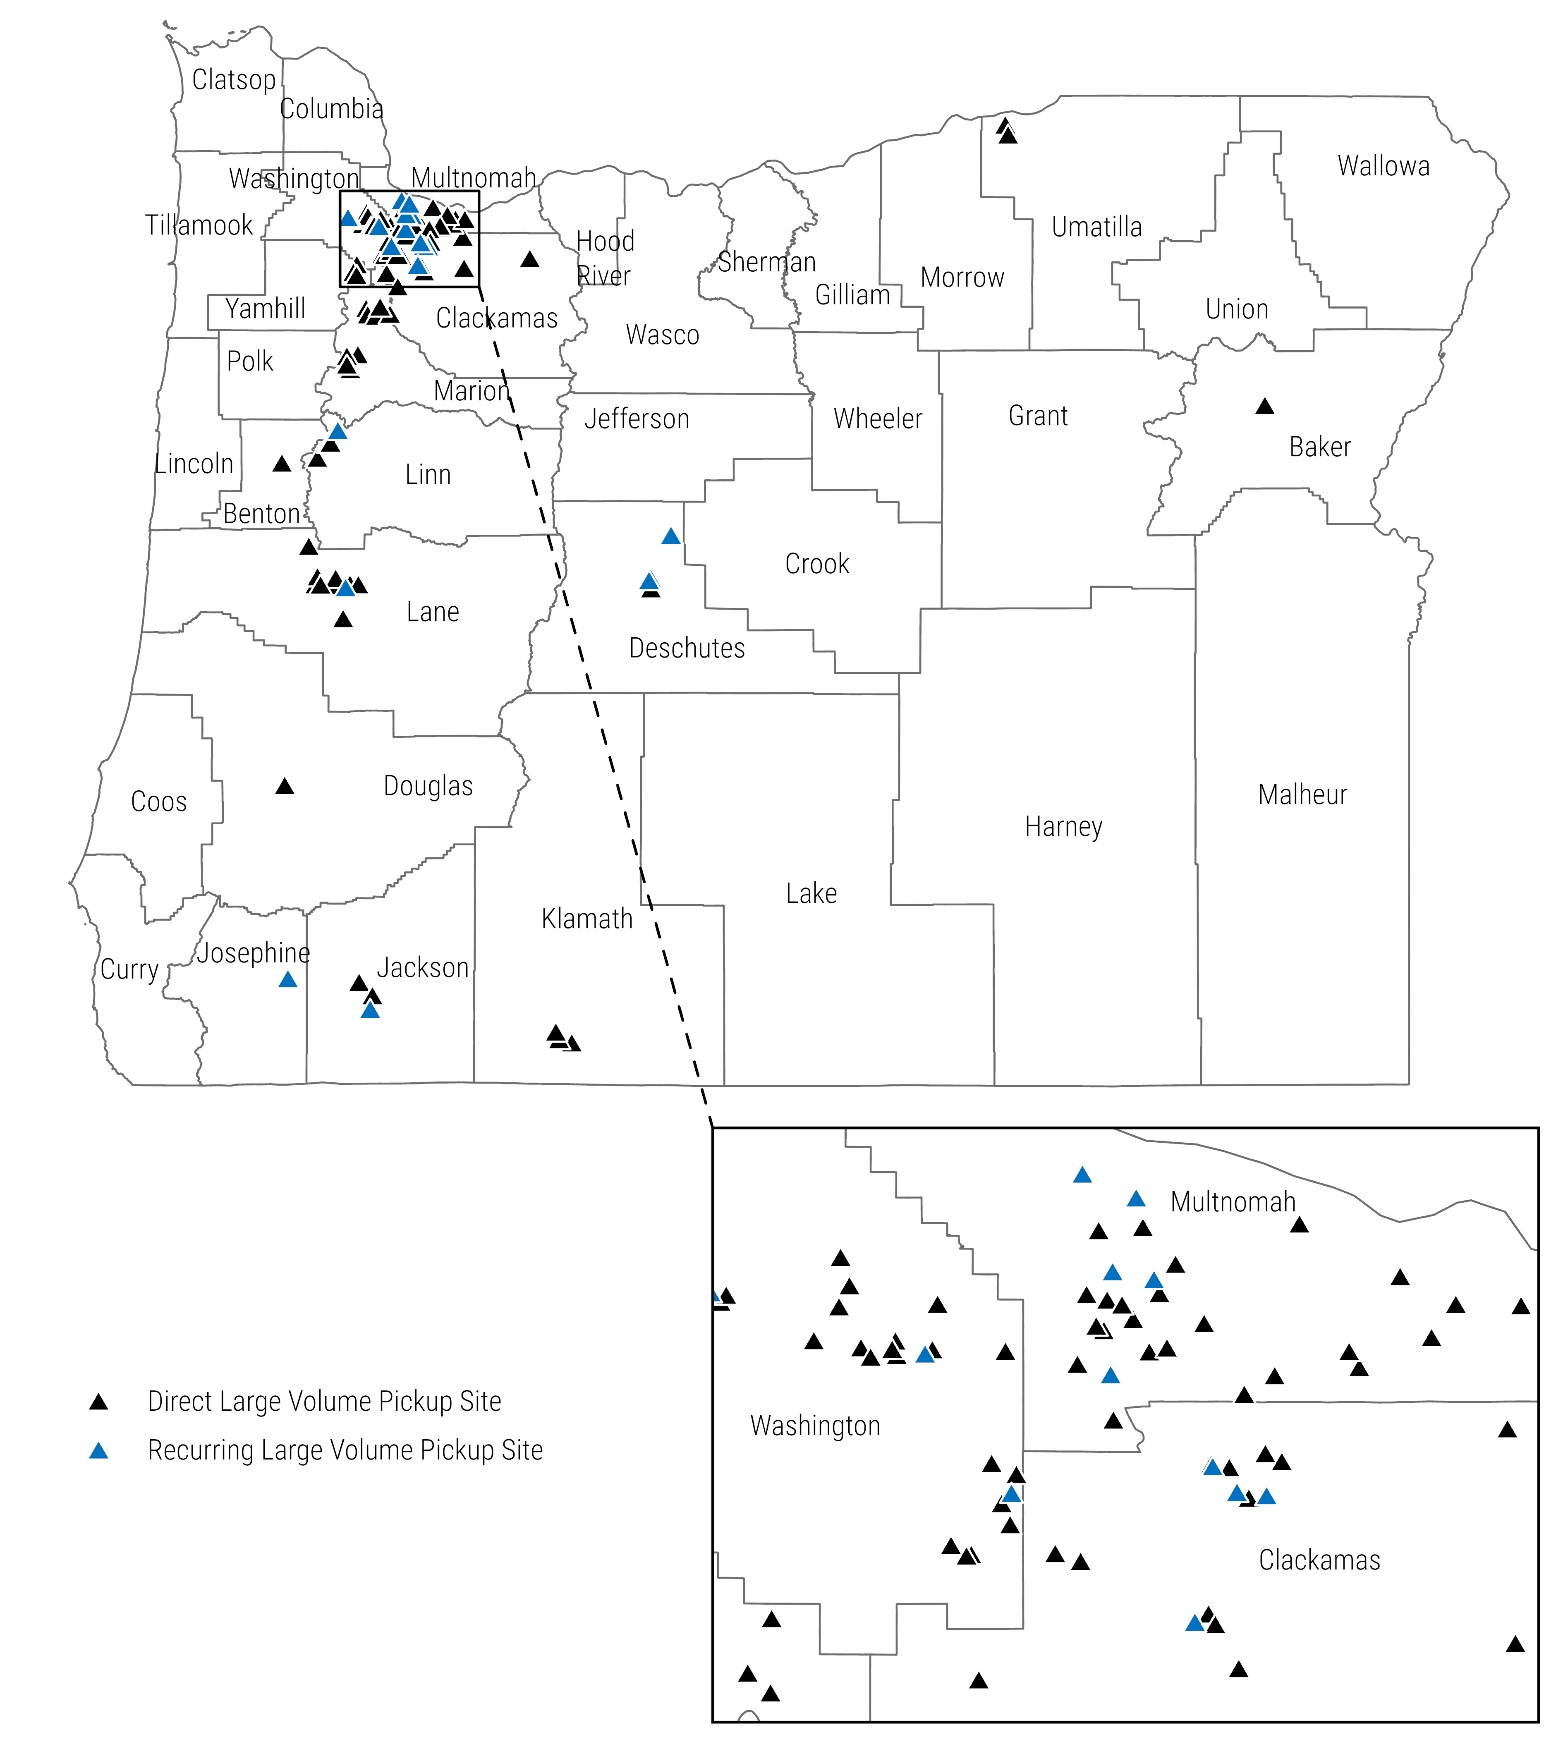 Clatsop
Columbia
Washington
Multnomah
Tillamook
Hood
River
Sherman
Gilliam
Morrow
Umatilla
Wallowa
Union
Yamhill
Clackamas
Wasco
Polk
Marion
Jefferson
Wheeler
Grant
Baker
Lincoln
Linn
Benton
Crook
Lane
Deschutes
Coos
Douglas
Harney
Malheur
Klamath
Lake
Curry
Josephine
Jackson
Multnomah
Washington
Clackamas
Direct Large Volume Pickup Site
Recurring Large Volume Pickup Site